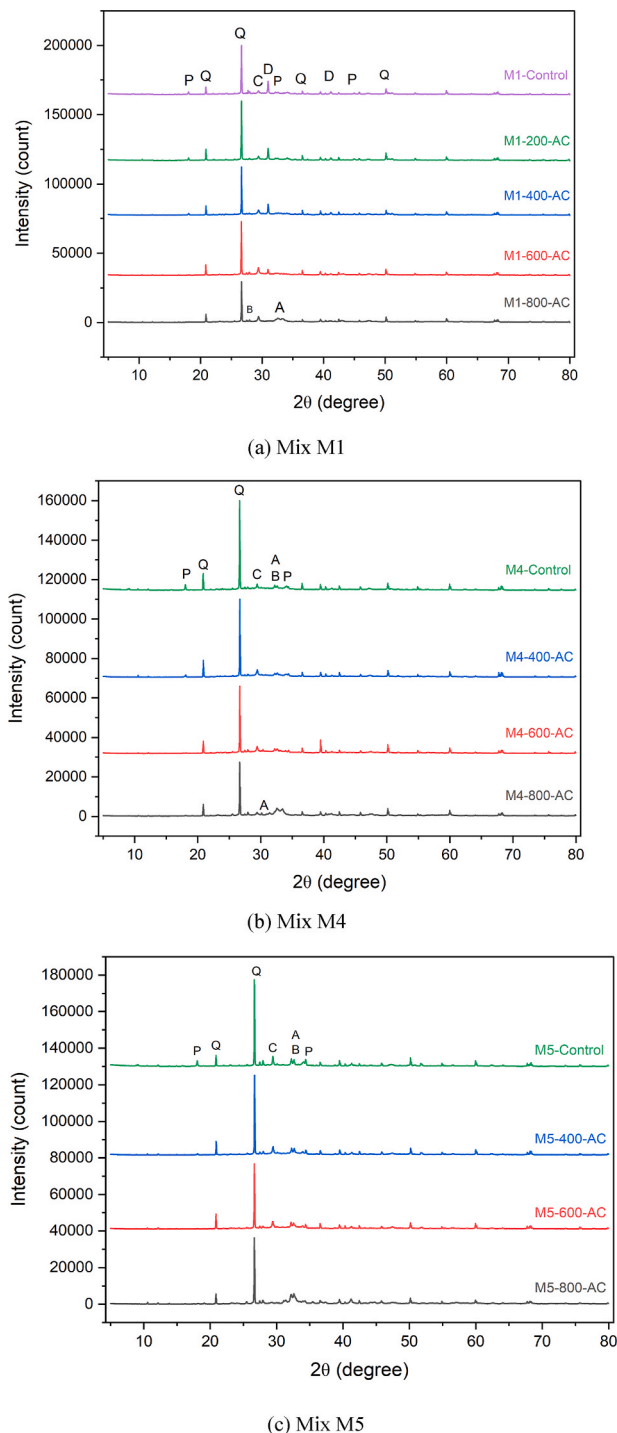 200000
Q
P Q C D P Q D P Q
M1-Control
150000
M1-200-AC
100000
M1-400-AC
50000
M1-600-AC
B A
M1-800-AC
0
Intensity (count)
10 20 30 40 50 60 70 80
2θ (degree)
(a) Mix M1
160000
Q
140000
A
P Q C B P
M4-Control
120000
100000
M4-400-AC
80000
60000
M4-600-AC
40000
20000
A
M4-800-AC
0
Intensity (count)
10 20 30 40 50 60 70 80
2θ (degree)
(b) Mix M4
180000
Q
160000
A
P Q C B P
M5-Control
140000
120000
100000
M5-400-AC
80000
60000
M5-600-AC
40000
20000
M5-800-AC
0
Intensity (count)
10 20 30 40 50 60 70 80
2θ (degree)
(c) Mix M5